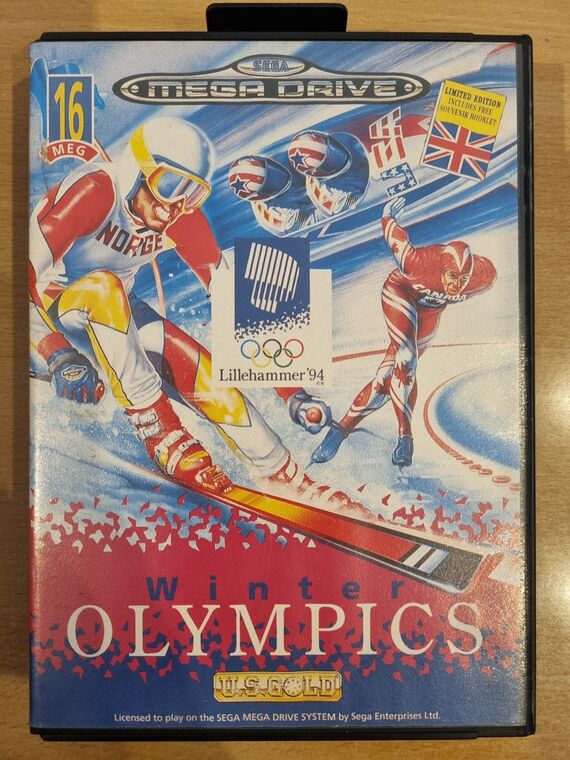 SEGA
MEGA DRIVE
16
MEG
LIMITED EDITION
INCLUDES FREE
SOUVENIR BOOKLET
NORGE
CANADA
Lillehammer '94
Winter
OLYMPICS
U.S. GOLD
Licensed to play on the SEGA MEGA DRIVE SYSTEM by Sega Enterprises Ltd.